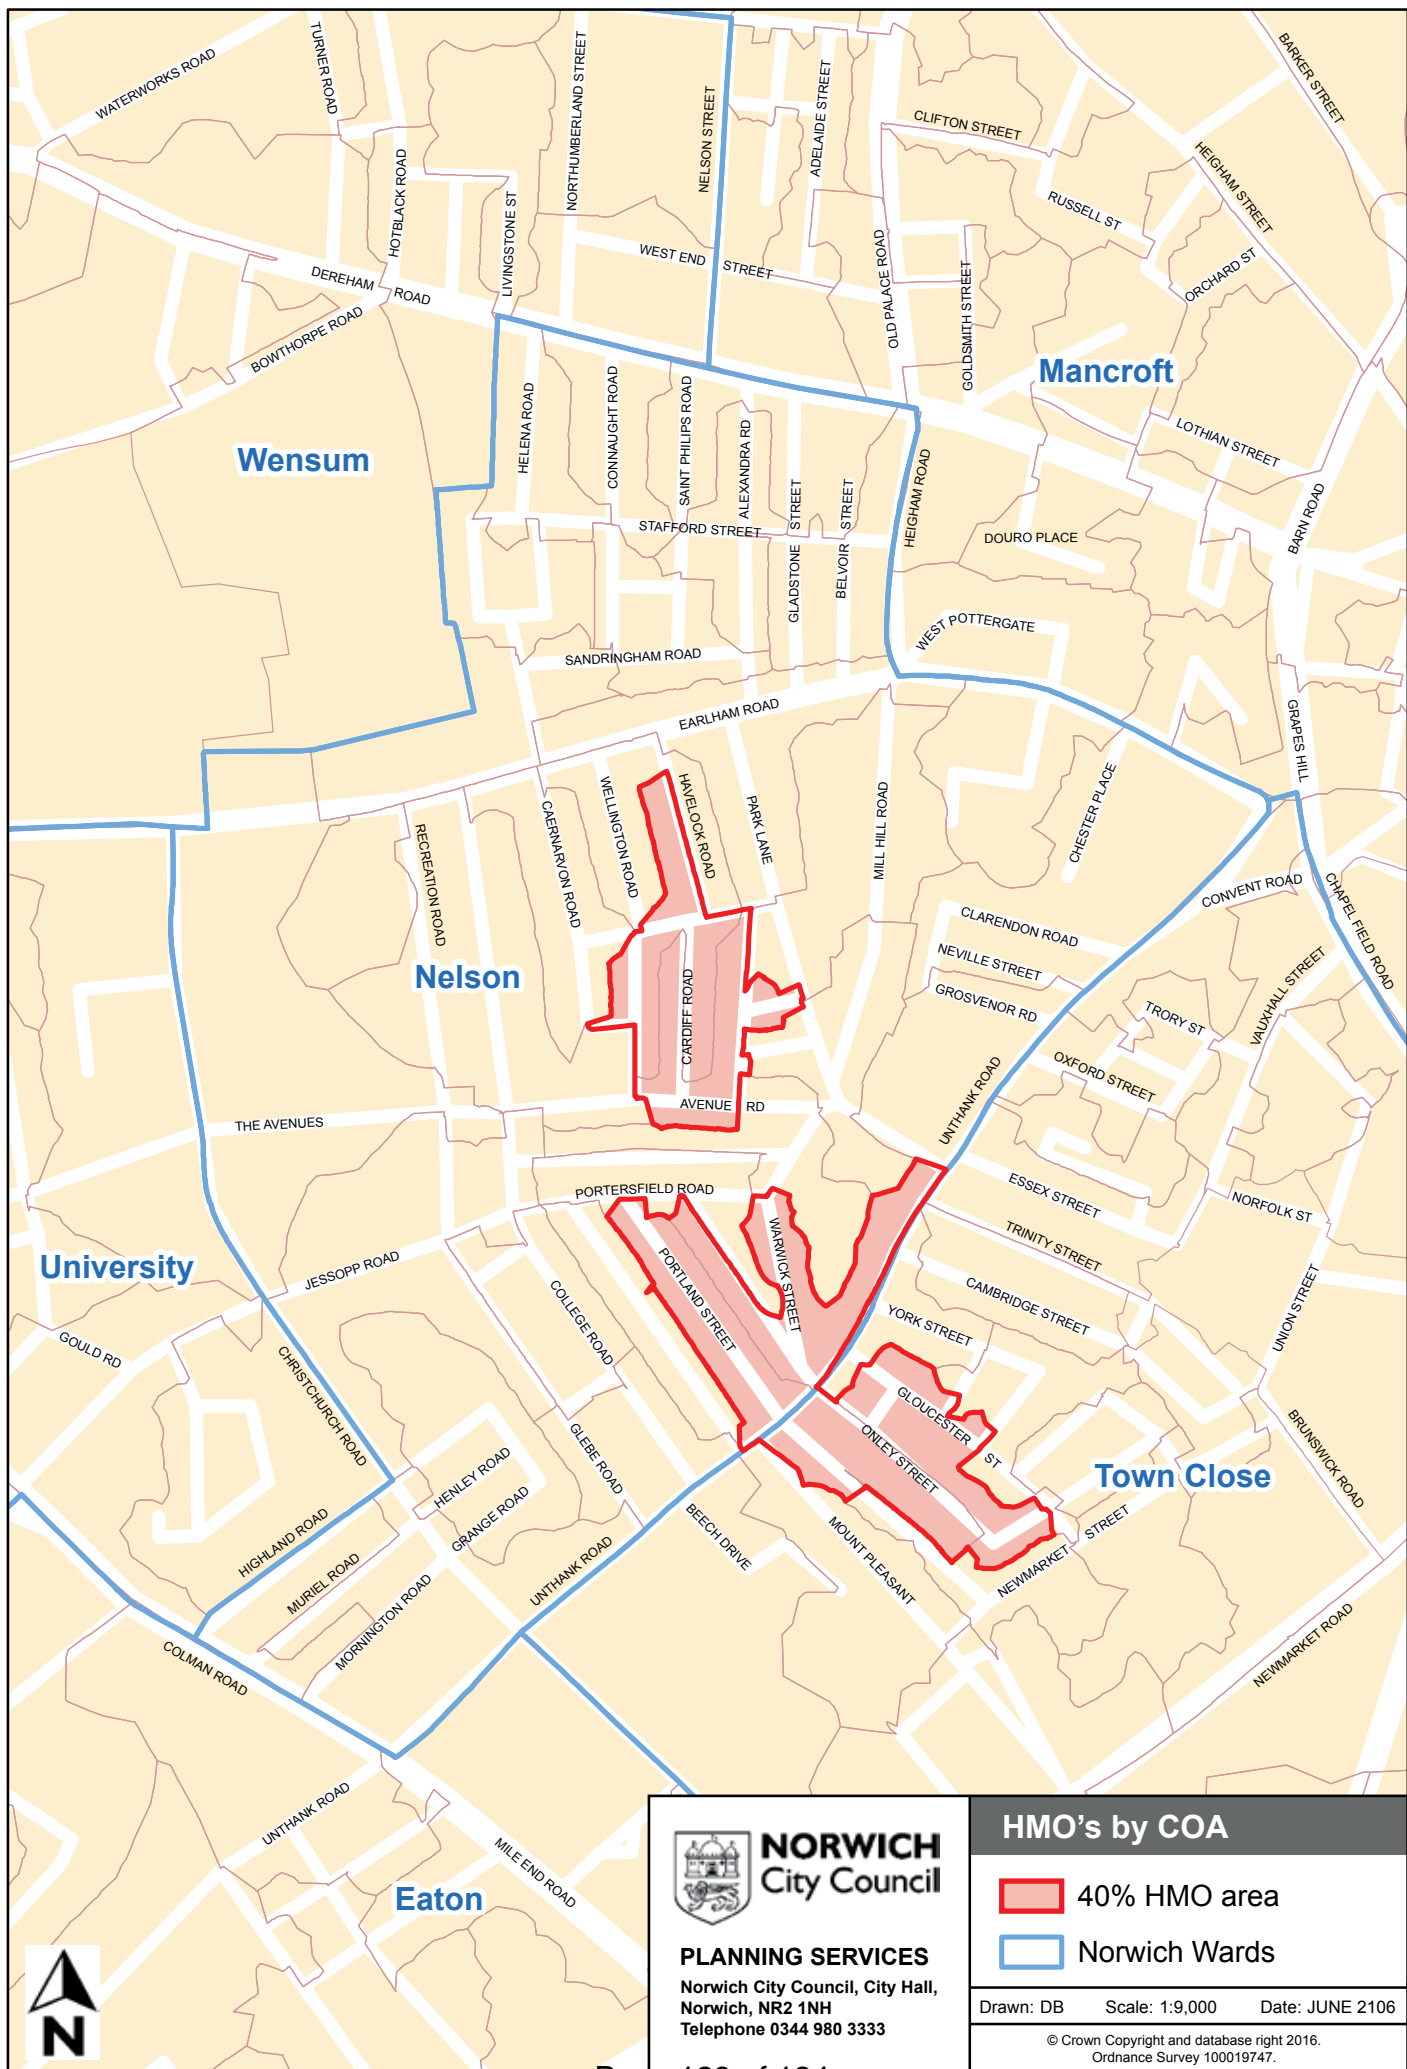 WATERWORKS ROAD
TURNER ROAD
NORTHUMBERLAND STREET
NELSON STREET
ADELAIDE STREET
CLIFTON STREET
BARKER STREET
HEIGHAM STREET
HOTBLACK ROAD
LIVINGSTONE ST
RUSSELL ST
WEST END STREET
OLD PALACE ROAD
GOLDSMITH STREET
ORCHARD ST
DEREHAM ROAD
BOWTHORPE ROAD
Mancroft
HELENA ROAD
CONNAUGHT ROAD
SAINT PHILIPS ROAD
ALEXANDRA RD
LOTHIAN STREET
Wensum
GLADSTONE STREET
BELVOIR STREET
HEIGHAM ROAD
STAFFORD STREET
DOURO PLACE
BARN ROAD
WEST POTTERGATE
SANDRINGHAM ROAD
EARLHAM ROAD
GRAPES HILL
HAVELOCK ROAD
WELLINGTON ROAD
CAERNARVON ROAD
PARK LANE
MILL HILL ROAD
CHESTER PLACE
RECREATION ROAD
CONVENT ROAD
CHAPEL FIELD ROAD
CLARENDON ROAD
NEVILLE STREET
GROSVENOR RD
Nelson
CARDIFF ROAD
VAUXHALL STREET
TRORY ST
OXFORD STREET
UNTHANK ROAD
AVENUE RD
THE AVENUES
ESSEX STREET
NORFOLK ST
PORTERSFIELD ROAD
TRINITY STREET
WARWICK STREET
University
JESSOPP ROAD
PORTLAND STREET
CAMBRIDGE STREET
UNION STREET
COLLEGE ROAD
YORK STREET
GOULD RD
CHRISTCHURCH ROAD
GLOUCESTER ST
BRUNSWICK ROAD
ONLEY STREET
GLEBE ROAD
Town Close
HENLEY ROAD
GRANGE ROAD
BEECH DRIVE
MOUNT PLEASANT
NEWMARKET STREET
HIGHLAND ROAD
MURIEL ROAD
UNTHANK ROAD
MORNINGTON ROAD
COLMAN ROAD
NEWMARKET ROAD
UNTHANK ROAD
MILE END ROAD
Eaton
N
NORWICH
City Council
PLANNING SERVICES
Norwich City Council, City Hall,
Norwich, NR2 1NH
Telephone 0344 980 3333
HMO's by COA
40% HMO area
Norwich Wards
Drawn: DB Scale: 1:9,000 Date: JUNE 2106
© Crown Copyright and database right 2016.
Ordnance Survey 100019747.